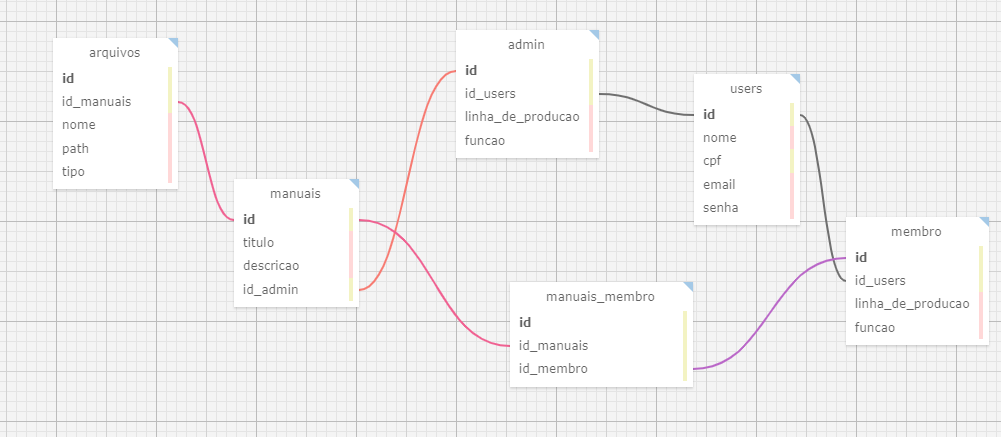 arquivos
id
id_manuais
nome
path
tipo
manuais
id
titulo
descricao
id_admin
admin
id
id_users
linha_de_producao
funcao
manuais_membro
id
id_manuais
id_membro
users
id
nome
cpf
email
senha
membro
id
id_users
linha_de_producao
funcao